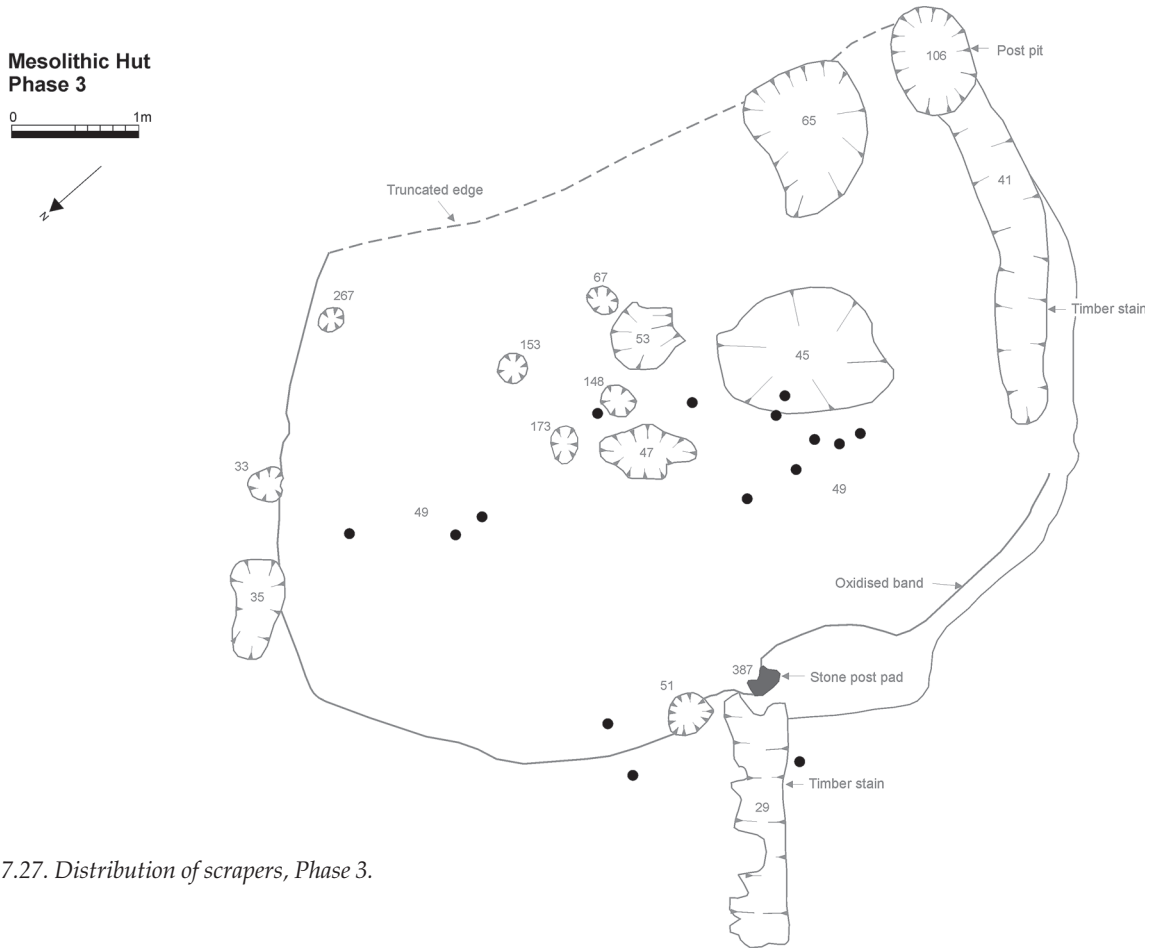 Mesolithic Hut
Phase 3
0 1m
N
Truncated edge
106
Post pit
65
41
267
67
53
Timber stain
153
45
148
173
47
33
49
49
35
Oxidised band
387
Stone post pad
51
Timber stain
29
7.27. Distribution of scrapers, Phase 3.